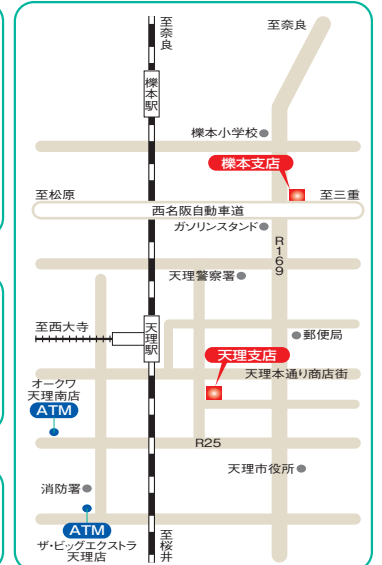 至奈良
至奈良
櫟本駅
櫟本小学校
櫟本支店
至松原
至三重
西名阪自動車道
ガソリンスタンド
R169
天理警察署
至西大寺
天理駅
郵便局
天理支店
天理本通り商店街
オークワ
天理南店
ATM
R25
天理市役所
消防署
ATM
ザ・ビッグエクストラ
天理店
至桜井